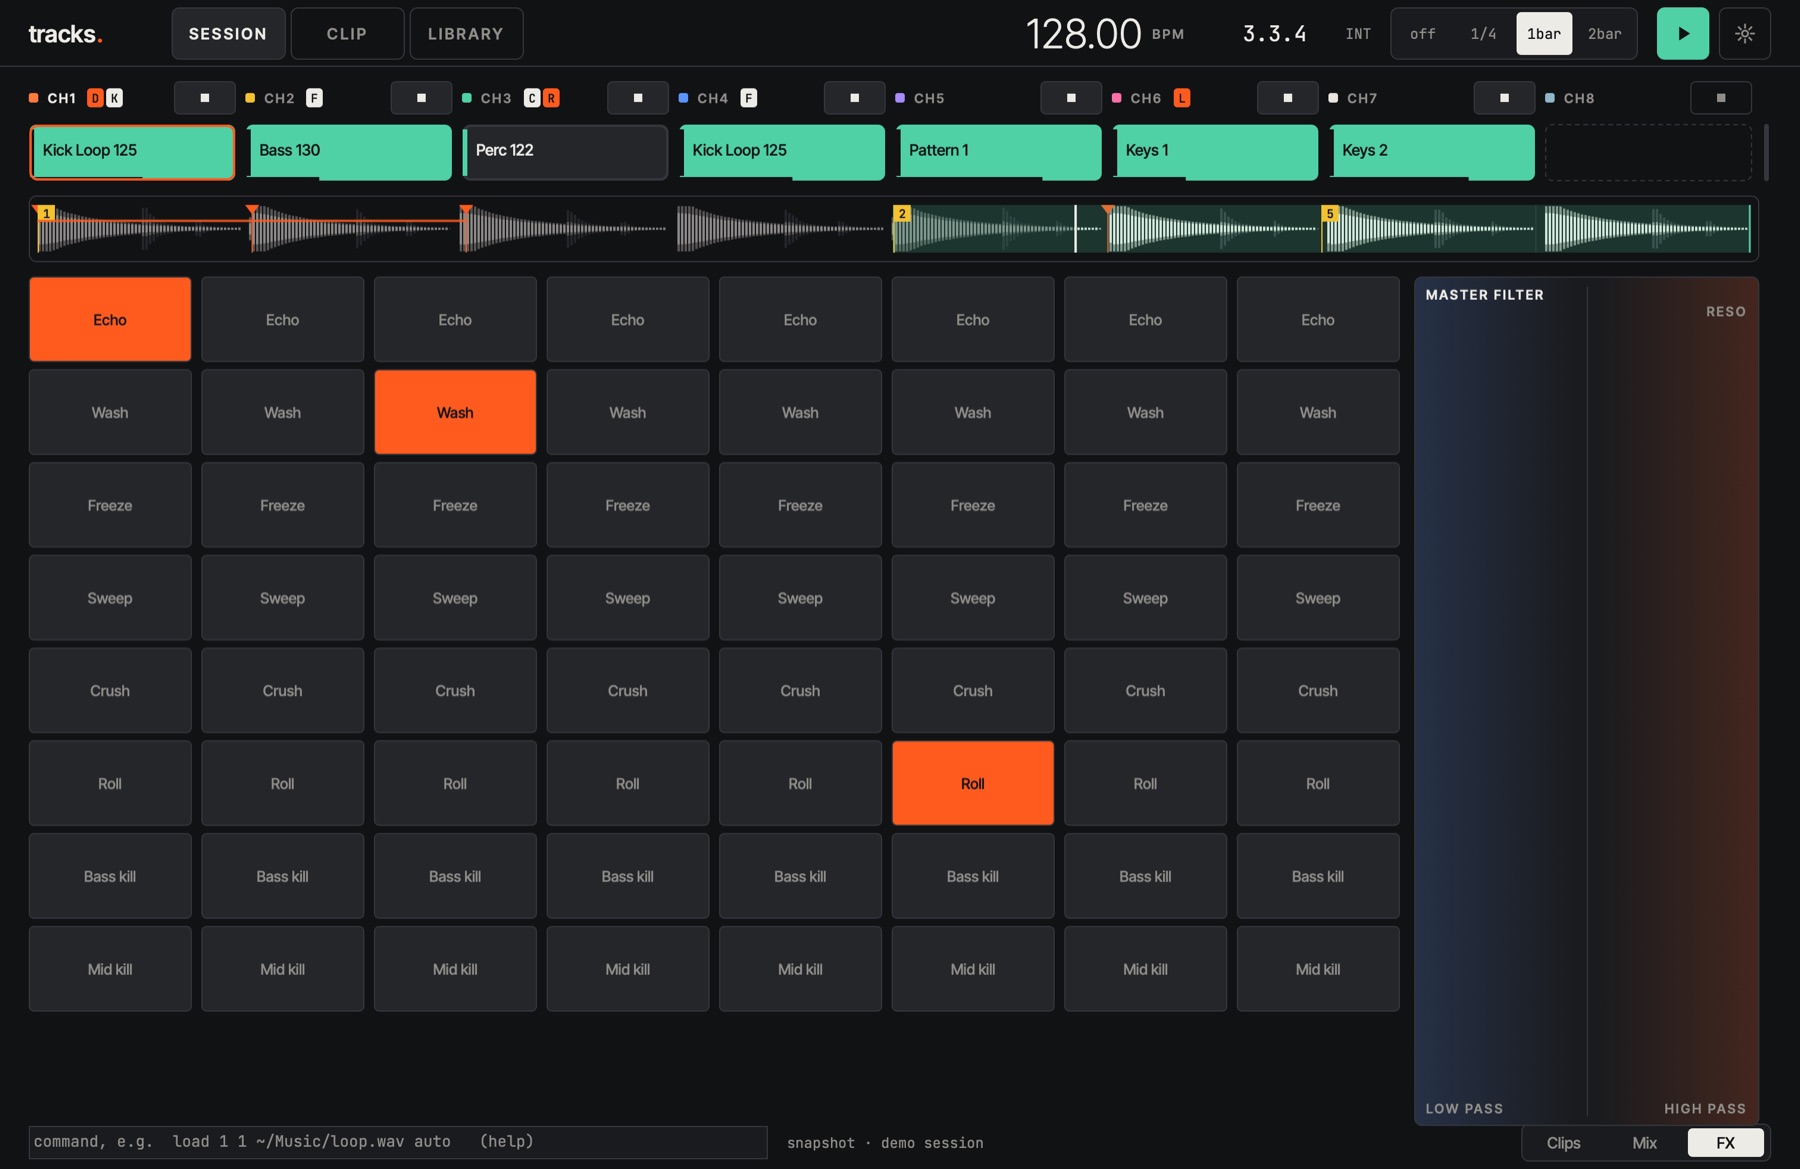 tracks.
SESSION
CLIP
LIBRARY
128.00 BPM
3.3.4
INT
off 1/4 1bar 2bar
CH1 D K
CH2 F
CH3 C R
CH4 F
CH5
CH6 L
CH7
CH8
Kick Loop 125
Bass 130
Perc 122
Kick Loop 125
Pattern 1
Keys 1
Keys 2
1
2
5
Echo Echo Echo Echo Echo Echo Echo Echo
Wash Wash Wash Wash Wash Wash Wash Wash
Freeze Freeze Freeze Freeze Freeze Freeze Freeze Freeze
Sweep Sweep Sweep Sweep Sweep Sweep Sweep Sweep
Crush Crush Crush Crush Crush Crush Crush Crush
Roll Roll Roll Roll Roll Roll Roll Roll
Bass kill Bass kill Bass kill Bass kill Bass kill Bass kill Bass kill Bass kill
Mid kill Mid kill Mid kill Mid kill Mid kill Mid kill Mid kill Mid kill
MASTER FILTER
RESO
LOW PASS
HIGH PASS
command, e.g. load 1 1 ~/Music/loop.wav auto (help)
snapshot · demo session
Clips Mix FX